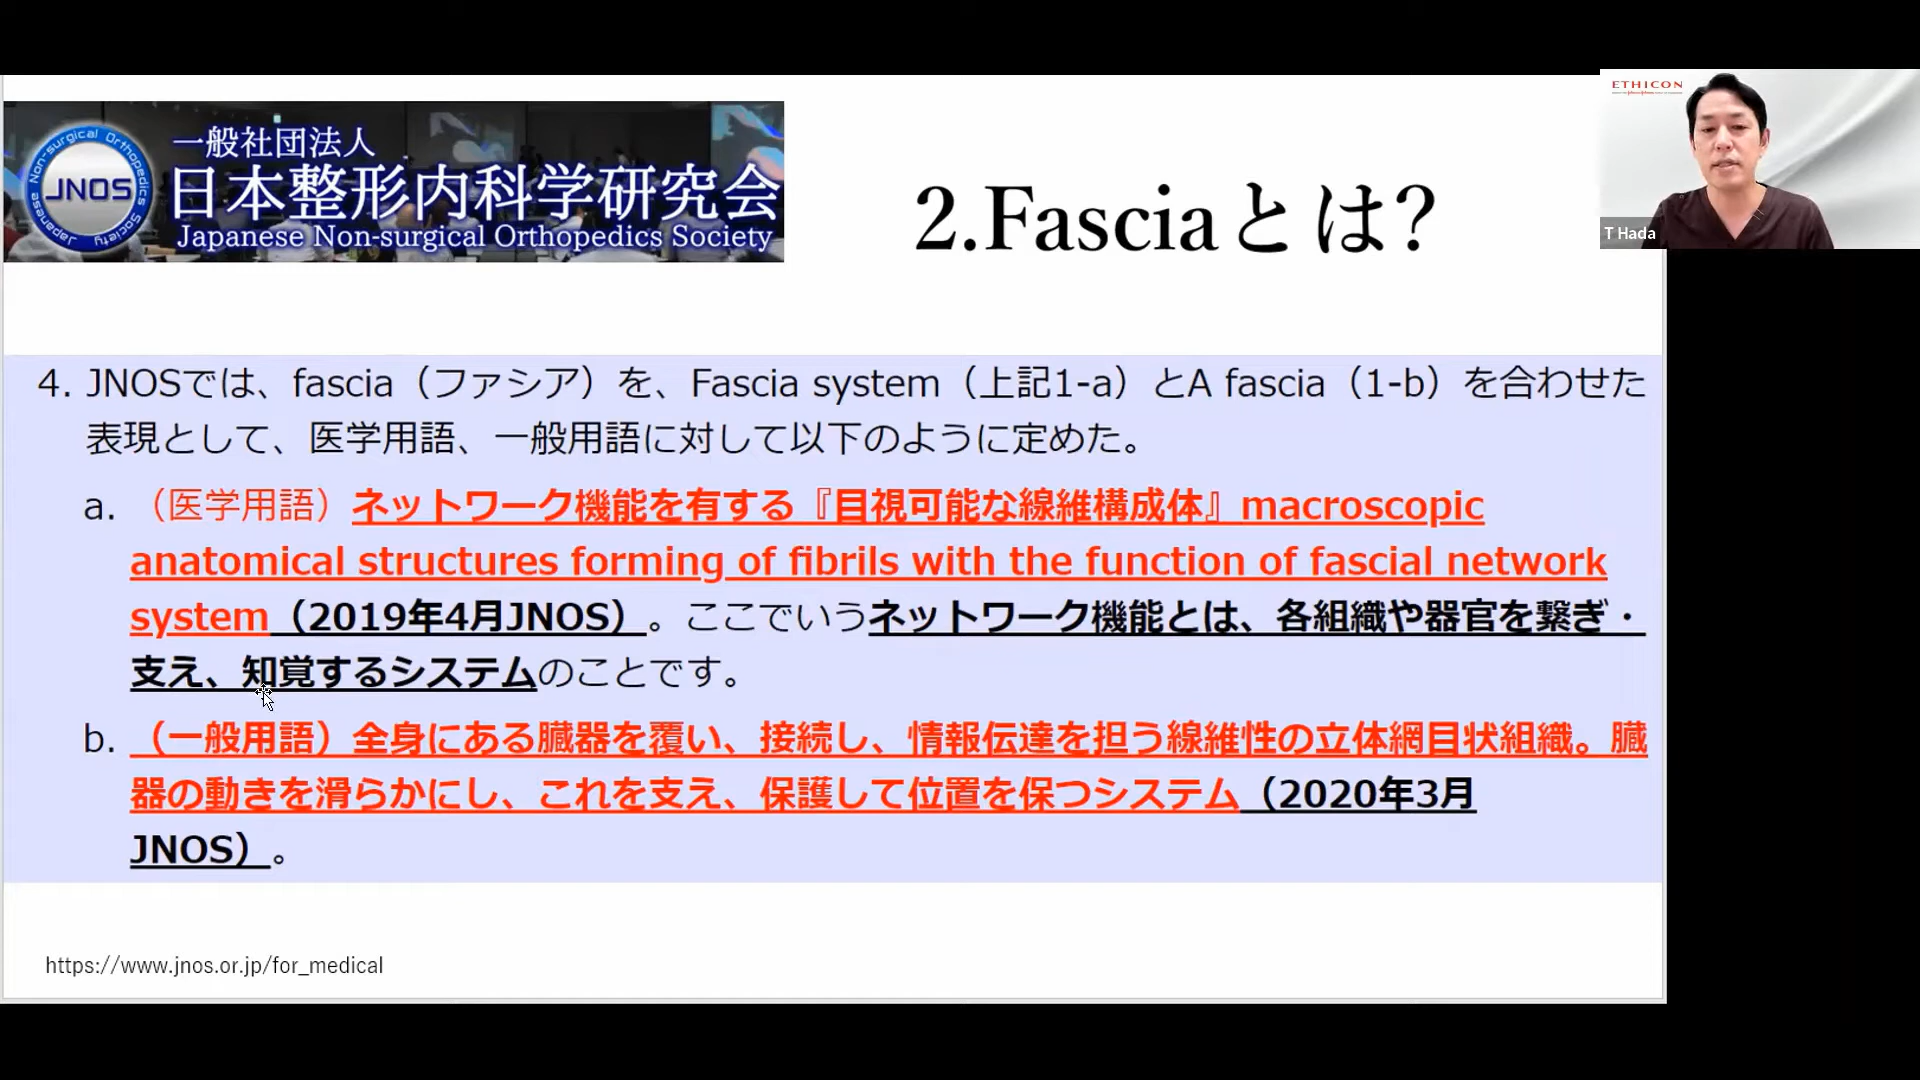 一般社団法人
日本整形内科学研究会
Japanese Non-surgical Orthopedics Society
JNOS
Japanese Non-surgical Orthopedics Society
2.Fasciaとは?
ETHICON
T Hada
4. JNOSでは、fascia（ファシア）を、Fascia system（上記1-a）とA fascia（1-b）を合わせた
表現として、医学用語、一般用語に対して以下のように定めた。
a. （医学用語）ネットワーク機能を有する『目視可能な線維構成体』macroscopic
anatomical structures forming of fibrils with the function of fascial network
system（2019年4月JNOS）。ここでいうネットワーク機能とは、各組織や器官を繋ぎ・
支え、知覚するシステムのことです。
b. （一般用語）全身にある臓器を覆い、接続し、情報伝達を担う線維性の立体網目状組織。臓
器の動きを滑らかにし、これを支え、保護して位置を保つシステム（2020年3月
JNOS）。
https://www.jnos.or.jp/for_medical